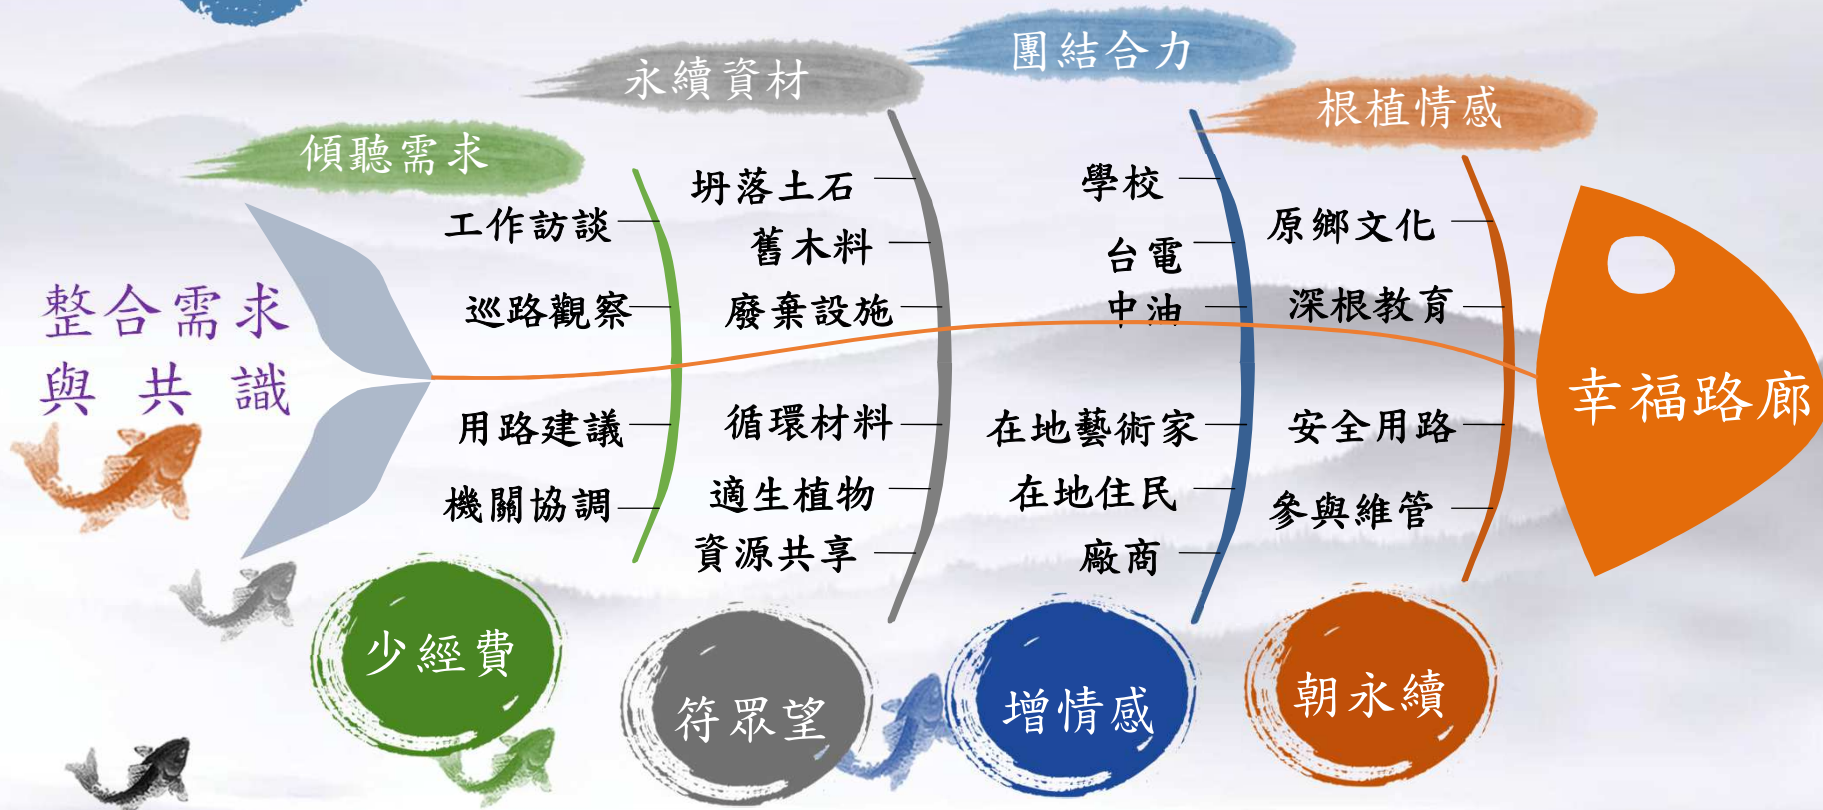 整合需求
與共識
傾聽需求
工作訪談
巡路觀察
用路建議
機關協調
少經費
永續資材
坍落土石
舊木料
廢棄設施
循環材料
適生植物
資源共享
符眾望
團結合力
學校
台電
中油
在地藝術家
在地住民
廠商
增情感
根植情感
原鄉文化
深根教育
安全用路
參與維管
朝永續
幸福路廊